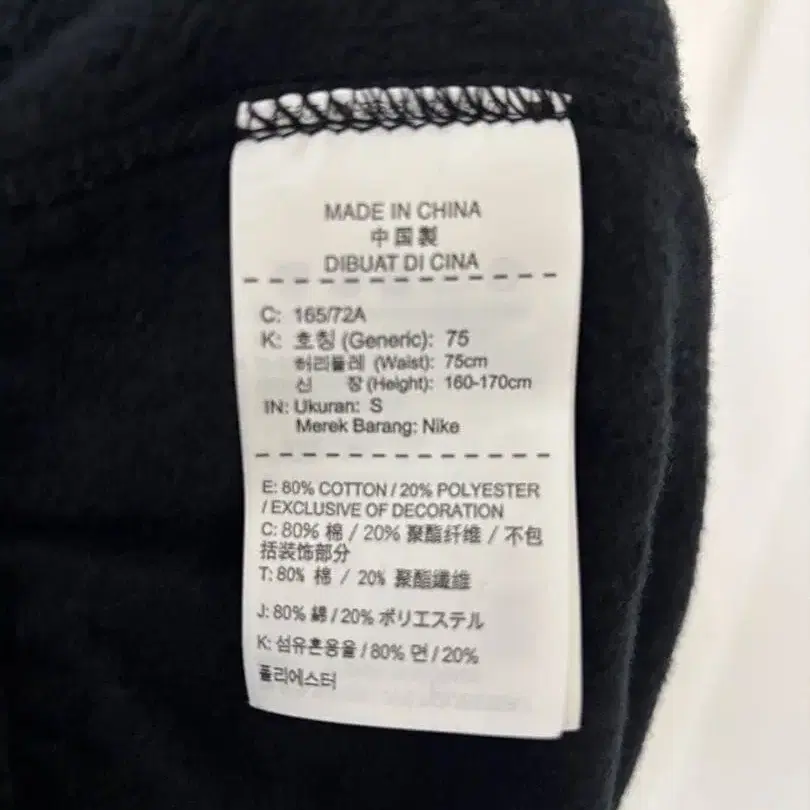 MADE IN CHINA
中国製
DIBUAT DI CINA
C: 165/72A
K: 호칭 (Generic): 75
허리둘레 (Waist): 75cm
신 장 (Height): 160-170cm
IN: Ukuran: S
Merek Barang: Nike
E: 80% COTTON / 20% POLYESTER
/ EXCLUSIVE OF DECORATION
C: 80% 棉 / 20% 聚酯纤维 / 不包
括装饰部分
T: 80% 棉 / 20% 聚酯纖維
J: 80% 綿 / 20% ポリエステル
K: 섬유혼용율 / 80% 면 / 20%
폴리에스터